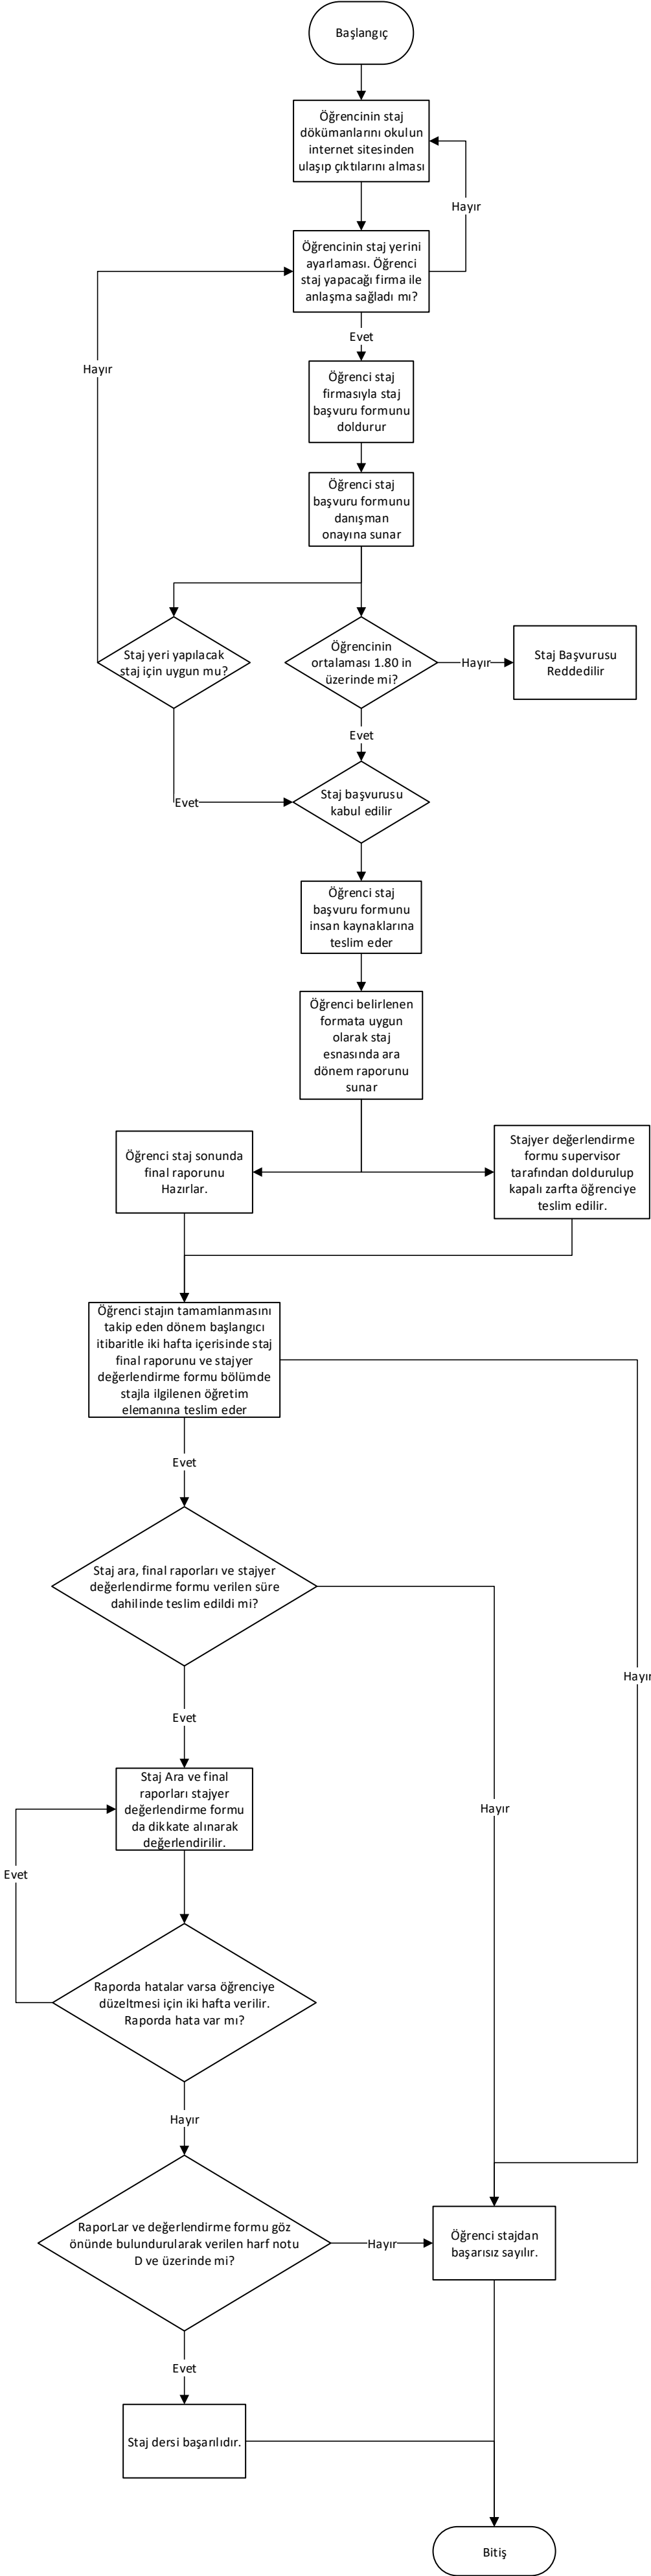 Başlangıç
Öğrencinin staj
dökümanlarını okulun
internet sitesinden
ulaşıp çıktılarını alması
Hayır
Öğrencinin staj yerini
ayarlaması. Öğrenci
staj yapacağı firma ile
anlaşma sağladı mı?
Evet
Hayır
Öğrenci staj
firmasıyla staj
başvuru formunu
doldurur
Öğrenci staj
başvuru formunu
danışman
onayına sunar
Staj yeri yapılacak
staj için uygun mu?
Öğrencinin
ortalaması 1.80 in
üzerinde mi?
Hayır
Staj Başvurusu
Reddedilir
Evet
Evet
Staj başvurusu
kabul edilir
Öğrenci staj
başvuru formunu
insan kaynaklarına
teslim eder
Öğrenci belirlenen
formata uygun
olarak staj
esnasında ara
dönem raporunu
sunar
Öğrenci staj sonunda
final raporunu
Hazırlar.
Stajyer değerlendirme
formu supervisor
tarafından doldurulup
kapalı zarfta öğrenciye
teslim edilir.
Öğrenci stajın tamamlanmasını
takip eden dönem başlangıcı
itibaritle iki hafta içerisinde staj
final raporunu ve stajyer
değerlendirme formu bölümde
stajla ilgilenen öğretim
elemanına teslim eder
Evet
Staj ara, final raporları ve stajyer
değerlendirme formu verilen süre
dahilinde teslim edildi mi?
Hayır
Evet
Staj Ara ve final
raporları stajyer
değerlendirme formu
da dikkate alınarak
değerlendirilir.
Hayır
Evet
Raporda hatalar varsa öğrenciye
düzeltmesi için iki hafta verilir.
Raporda hata var mı?
Hayır
RaporLar ve değerlendirme formu göz
önünde bulundurularak verilen harf notu
D ve üzerinde mi?
Hayır
Öğrenci stajdan
başarısız sayılır.
Evet
Staj dersi başarılıdır.
Bitiş